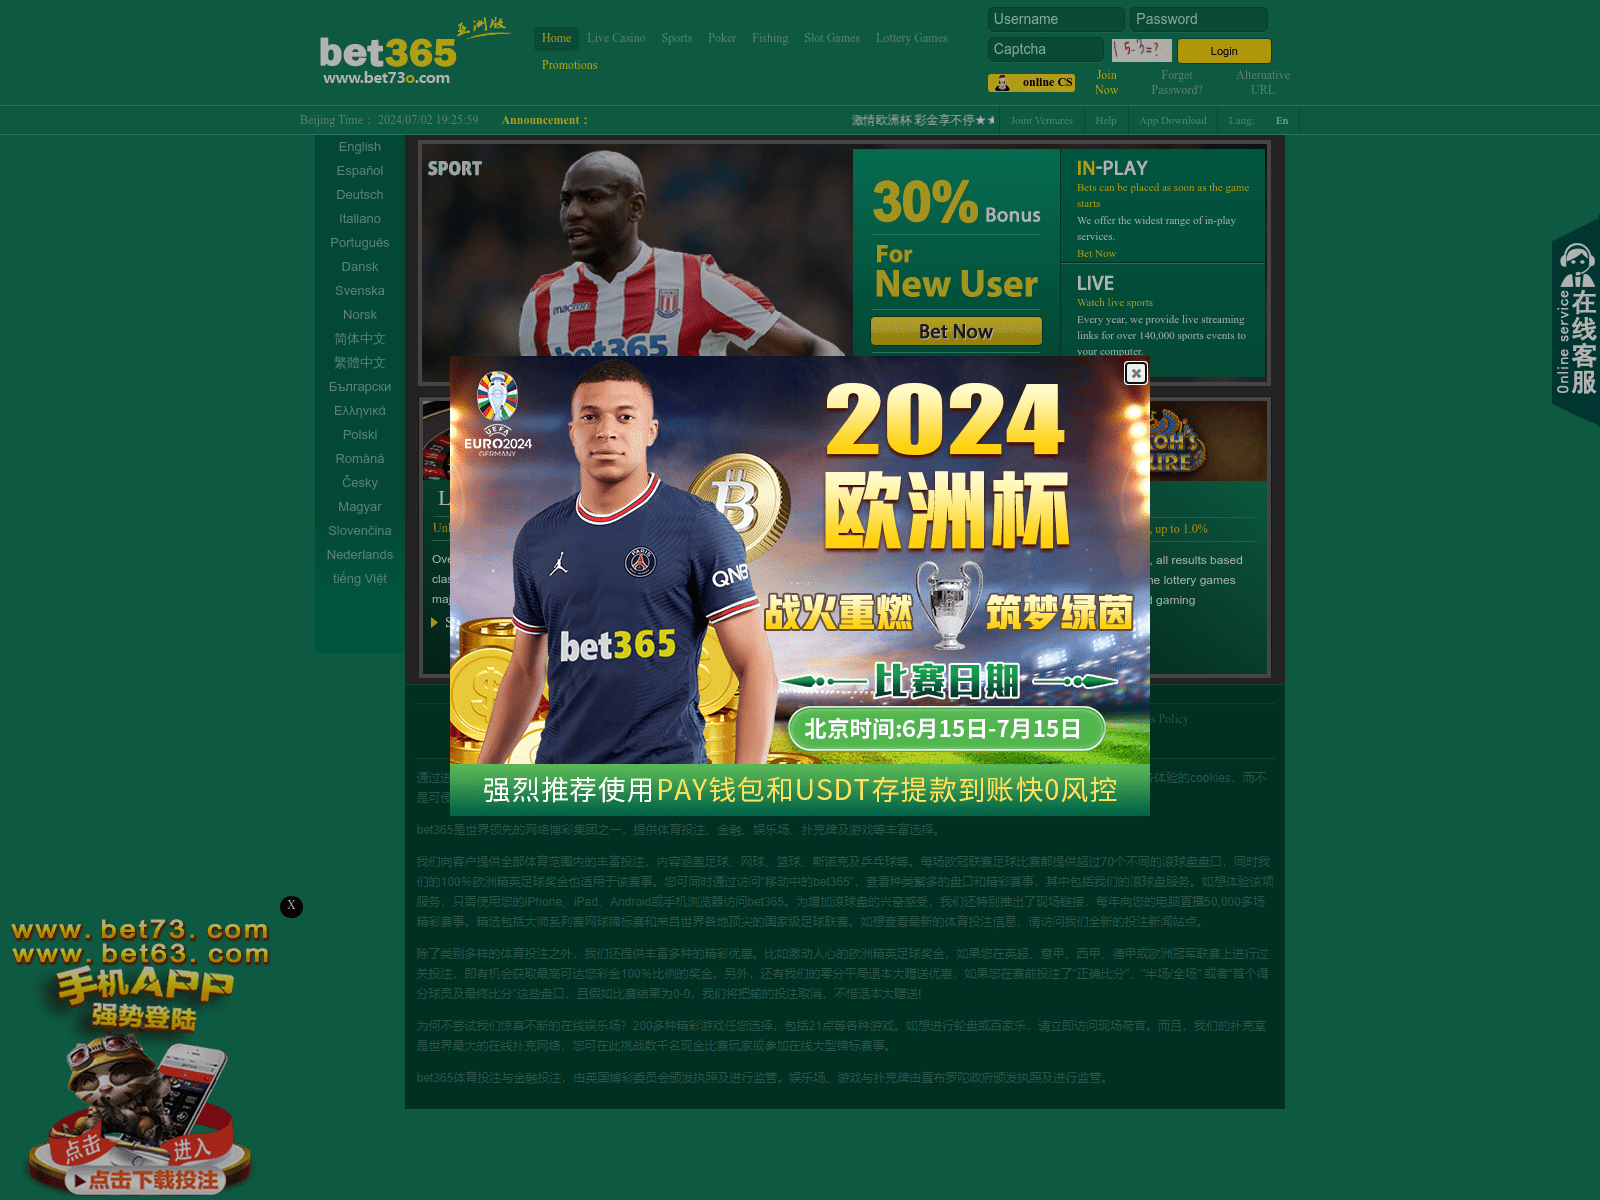 bet365
亚洲版
www.bet73o.com
Home
Live Casino
Sports
Poker
Fishing
Slot Games
Lottery Games
Promotions
Username
Password
Captcha
5-3=?
Login
online CS
Join Now
Forget Password?
Alternative URL
Beijing Time： 2024/07/02 19:25:59
Announcement：
激情欧洲杯 彩金享不停★
Joint Ventures
Help
App Download
Lang:
En
English
Español
Deutsch
Italiano
Português
Dansk
Svenska
Norsk
简体中文
繁體中文
Български
Ελληνικά
Polski
Română
Česky
Magyar
Slovenčina
Nederlands
tiếng Việt
SPORT
macron
bet365
30% Bonus
For
New User
Bet Now
IN-PLAY
Bets can be placed as soon as the game
starts
We offer the widest range of in-play
services.
Bet Now
LIVE
Watch live sports
Every year, we provide live streaming
links for over 140,000 sports events to
your computer.
Online service
在线客服
UEFA
EURO2024
GERMANY
2024
欧洲杯
战火重燃 筑梦绿茵
比赛日期
北京时间:6月15日-7月15日
PARIS
QNB
bet365
强烈推荐使用PAY钱包和USDT存提款到账快0风控
, up to 1.0%
, all results based
lottery games
gaming
Policy
通过进
体验的cookies，而不
是可侵
bet365是世界领先的网络博彩集团之一，提供体育投注、金融、娱乐场、扑克牌及游戏等丰富选择。
我们向客户提供全部体育范围内的丰富投注，内容涵盖足球、网球、篮球、斯诺克及乒乓球等。每场欧冠联赛足球比赛都提供超过70个不同的滚球盘盘口，同时我
们的100%欧洲精英足球奖金也适用于该赛事。您可同时通过访问“移动中的bet365”，查看种类繁多的盘口和精彩赛事，其中包括我们的滚球盘服务。如想体验该项
服务，只需使用您的iPhone、iPad、Android或手机浏览器访问bet365。为增加滚球盘的兴奋感受，我们还特别推出了现场链接，每年向您的电脑直播50,000多场
精彩赛事。精选包括大师系列赛网球锦标赛和来自世界各地顶尖的国家级足球联赛。如想查看最新的体育投注信息，请访问我们全新的投注新闻站点。
除了类别多样的体育投注之外，我们还提供丰富多种的精彩优惠。比如激动人心的欧洲精英足球奖金，如果您在英超、意甲、西甲、德甲或欧洲冠军联赛上进行过
关投注，即有机会获取最高可达您彩金100%比例的奖金。另外，还有我们的零分平局退本大赠送优惠，如果您在赛前投注了“正确比分”、“半场/全场” 或者“首个得
分球员及最终比分”这些盘口，且假如比赛结果为0-0，我们将把输的投注取消，不惜退本大赠送!
为何不尝试我们惊喜不断的在线娱乐场？200多种精彩游戏任您选择，包括21点等各种游戏。如想进行轮盘或百家乐，请立即访问现场荷官。而且，我们的扑克室
是世界最大的在线扑克网络，您可在此挑战数千名现金比赛玩家或参加在线大型锦标赛事。
bet365体育投注与金融投注，由英国博彩委员会颁发执照及进行监管。娱乐场、游戏与扑克牌由直布罗陀政府颁发执照及进行监管。
X
www.bet73.com
www.bet63.com
手机APP
强势登陆
点击 进入
▶点击下载投注